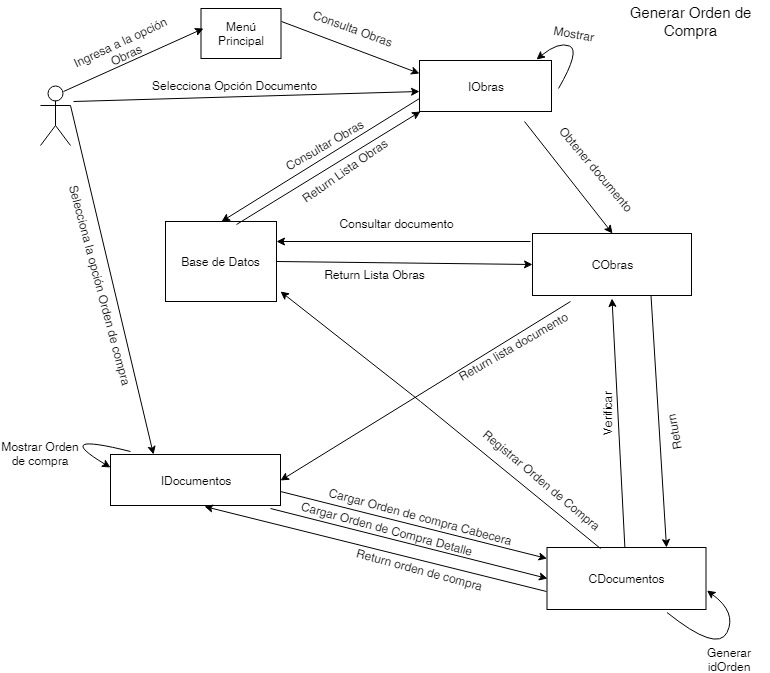 Generar Orden de
Compra
Menú
Principal
Ingresa a la opción
Obras
Consulta Obras
Mostrar
Selecciona Opción Documento
IObras
Consultar Obras
Return Lista Obras
Obtener documento
Selecciona la opción Orden de compra
Consultar documento
Base de Datos
Return Lista Obras
CObras
Return lista documento
Verificar
Return
Registrar Orden de Compra
Mostrar Orden
de compra
IDocumentos
Cargar Orden de compra Cabecera
Cargar Orden de Compra Detalle
Return orden de compra
CDocumentos
Generar
idOrden